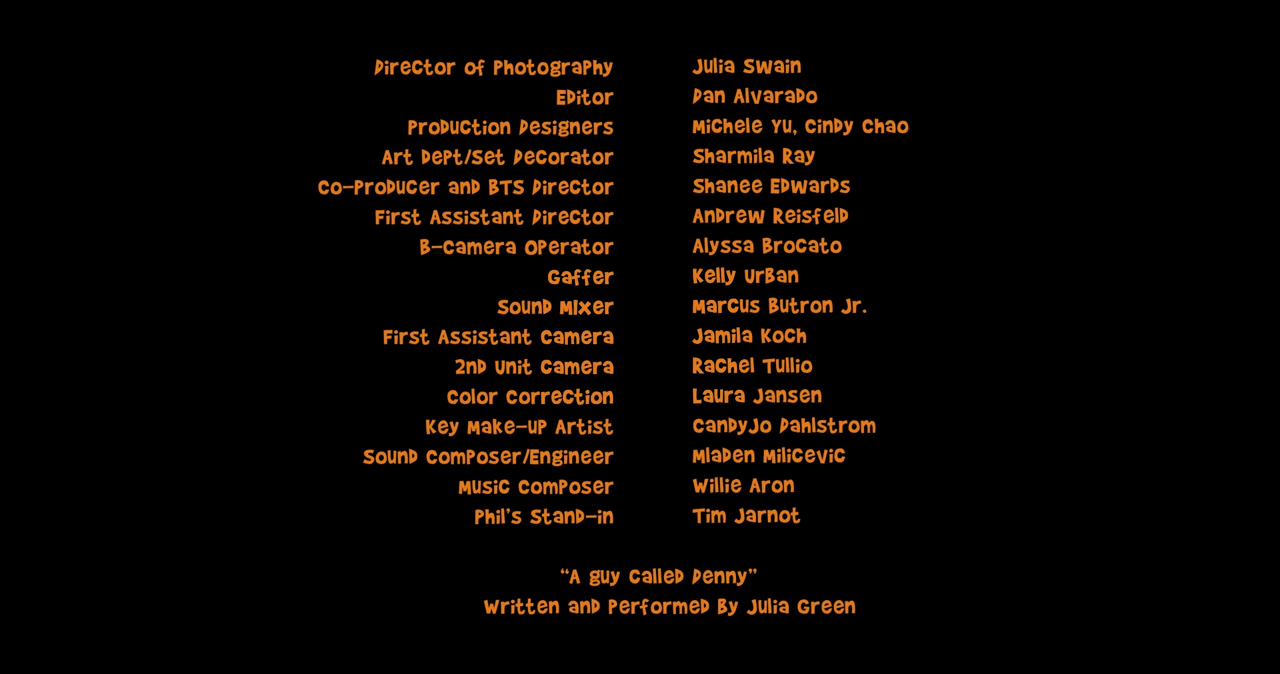 Director of Photography Julia Swain
Editor Dan Alvarado
Production Designers Michele Yu, Cindy Chao
Art Dept/Set Decorator Sharmila Ray
Co-Producer and BTS Director Shanee Edwards
First Assistant Director Andrew Reisfeld
B-Camera Operator Alyssa Brocato
Gaffer Kelly Urban
Sound Mixer Marcus Butron Jr.
First Assistant Camera Jamila Koch
2nd Unit Camera Rachel Tullio
Color Correction Laura Jansen
Key Make-up Artist CandyJo Dahlstrom
Sound Composer/Engineer Mladen Milicevic
Music Composer Willie Aron
Phil's Stand-in Tim Jarnot
“A guy called Denny”
Written and Performed By Julia Green